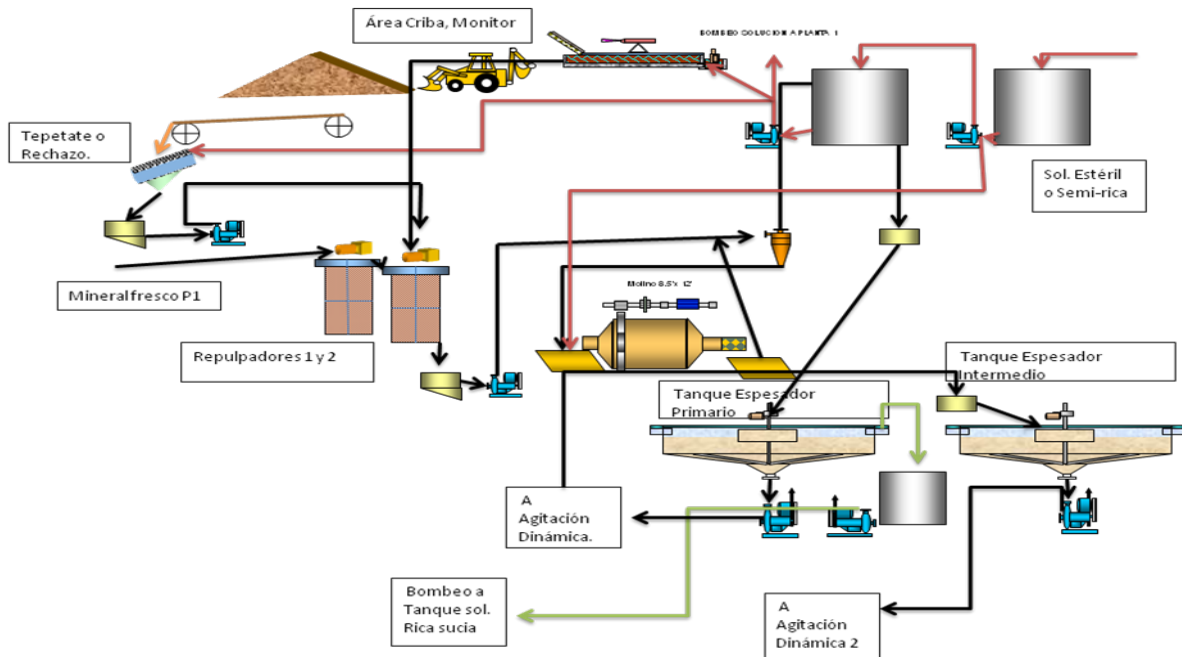 Área Criba, Monitor
BOMBEO SOLUCION A PLANTA 1
Tepetate o
Rechazo.
Sol. Estéril
o Semi-rica
Mineral fresco P1
Molino 8.5'x 12'
Repulpadores 1 y 2
Tanque Espesador
Primario
Tanque Espesador
Intermedio
A
Agitación
Dinámica.
Bombeo a
Tanque sol.
Rica sucia
A
Agitación
Dinámica 2